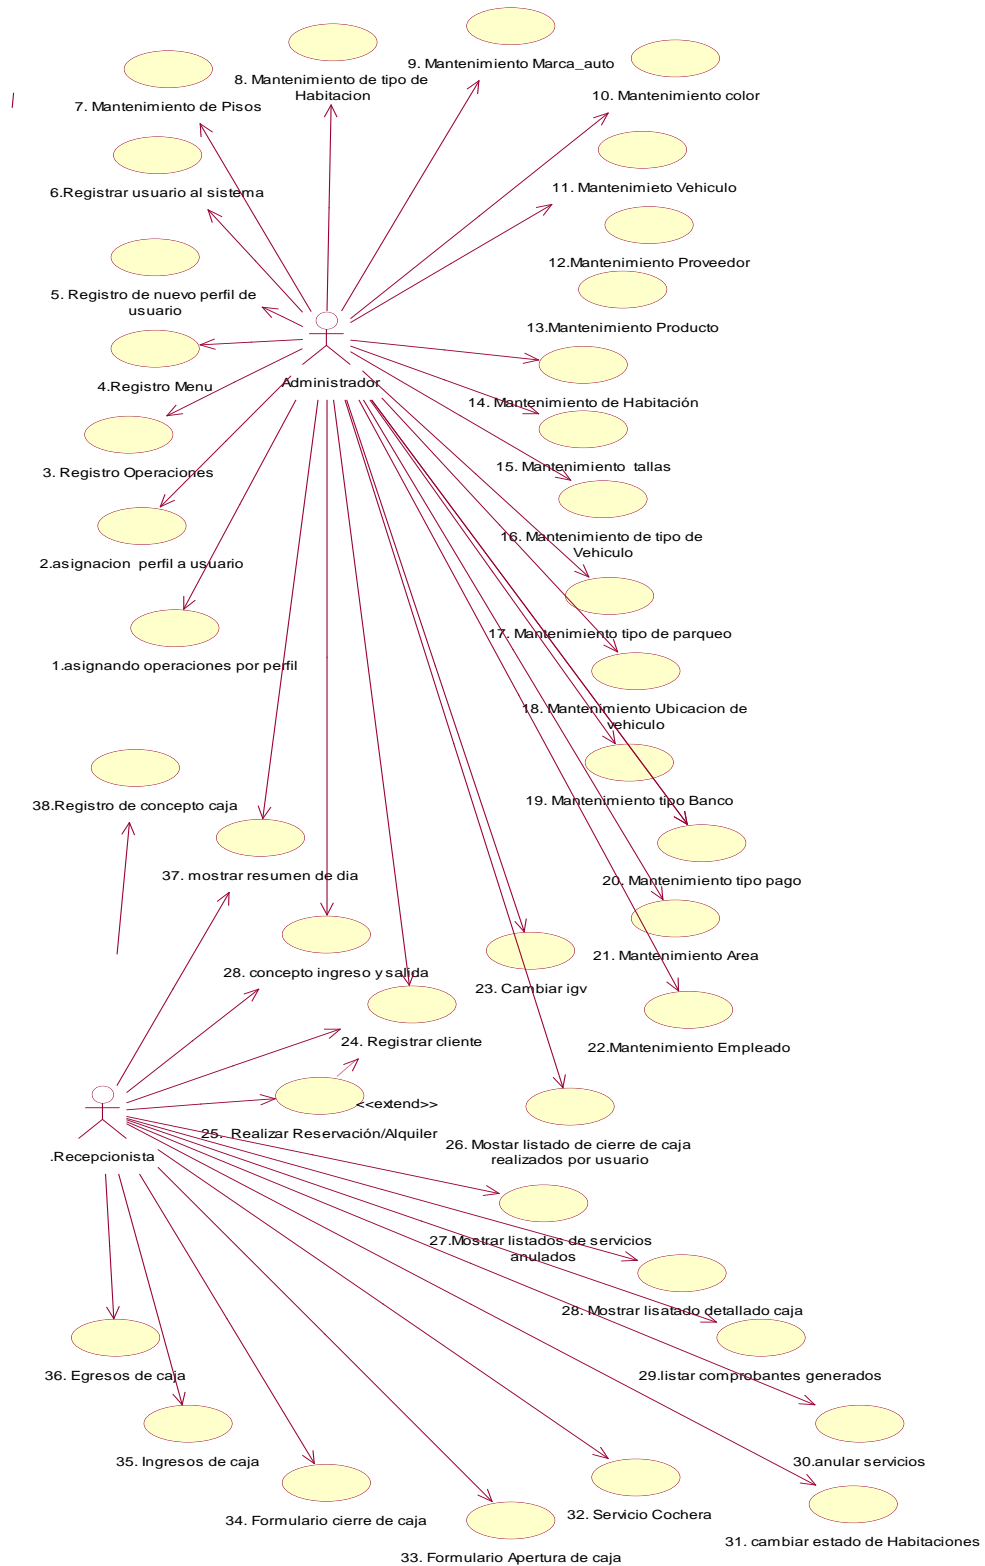 9. Mantenimiento Marca_auto
8. Mantenimiento de tipo de
Habitacion
10. Mantenimiento color
7. Mantenimiento de Pisos
11. Mantenimieto Vehiculo
6.Registrar usuario al sistema
12.Mantenimiento Proveedor
5. Registro de nuevo perfil de
usuario
13.Mantenimiento Producto
4.Registro Menu
Administrador
14. Mantenimiento de Habitación
3. Registro Operaciones
15. Mantenimiento tallas
16. Mantenimiento de tipo de
Vehiculo
2.asignacion perfil a usuario
17. Mantenimiento tipo de parqueo
1.asignando operaciones por perfil
18. Mantenimiento Ubicacion de
vehiculo
19. Mantenimiento tipo Banco
38.Registro de concepto caja
37. mostrar resumen de dia
20. Mantenimiento tipo pago
21. Mantenimiento Area
28. concepto ingreso y salida
23. Cambiar igv
24. Registrar cliente
22.Mantenimiento Empleado
<<extend>>
25. Realizar Reservación/Alquiler
26. Mostar listado de cierre de caja
realizados por usuario
.Recepcionista
27.Mostrar listados de servicios
anulados
28. Mostrar lisatado detallado caja
29.listar comprobantes generados
36. Egresos de caja
30.anular servicios
35. Ingresos de caja
32. Servicio Cochera
34. Formulario cierre de caja
31. cambiar estado de Habitaciones
33. Formulario Apertura de caja